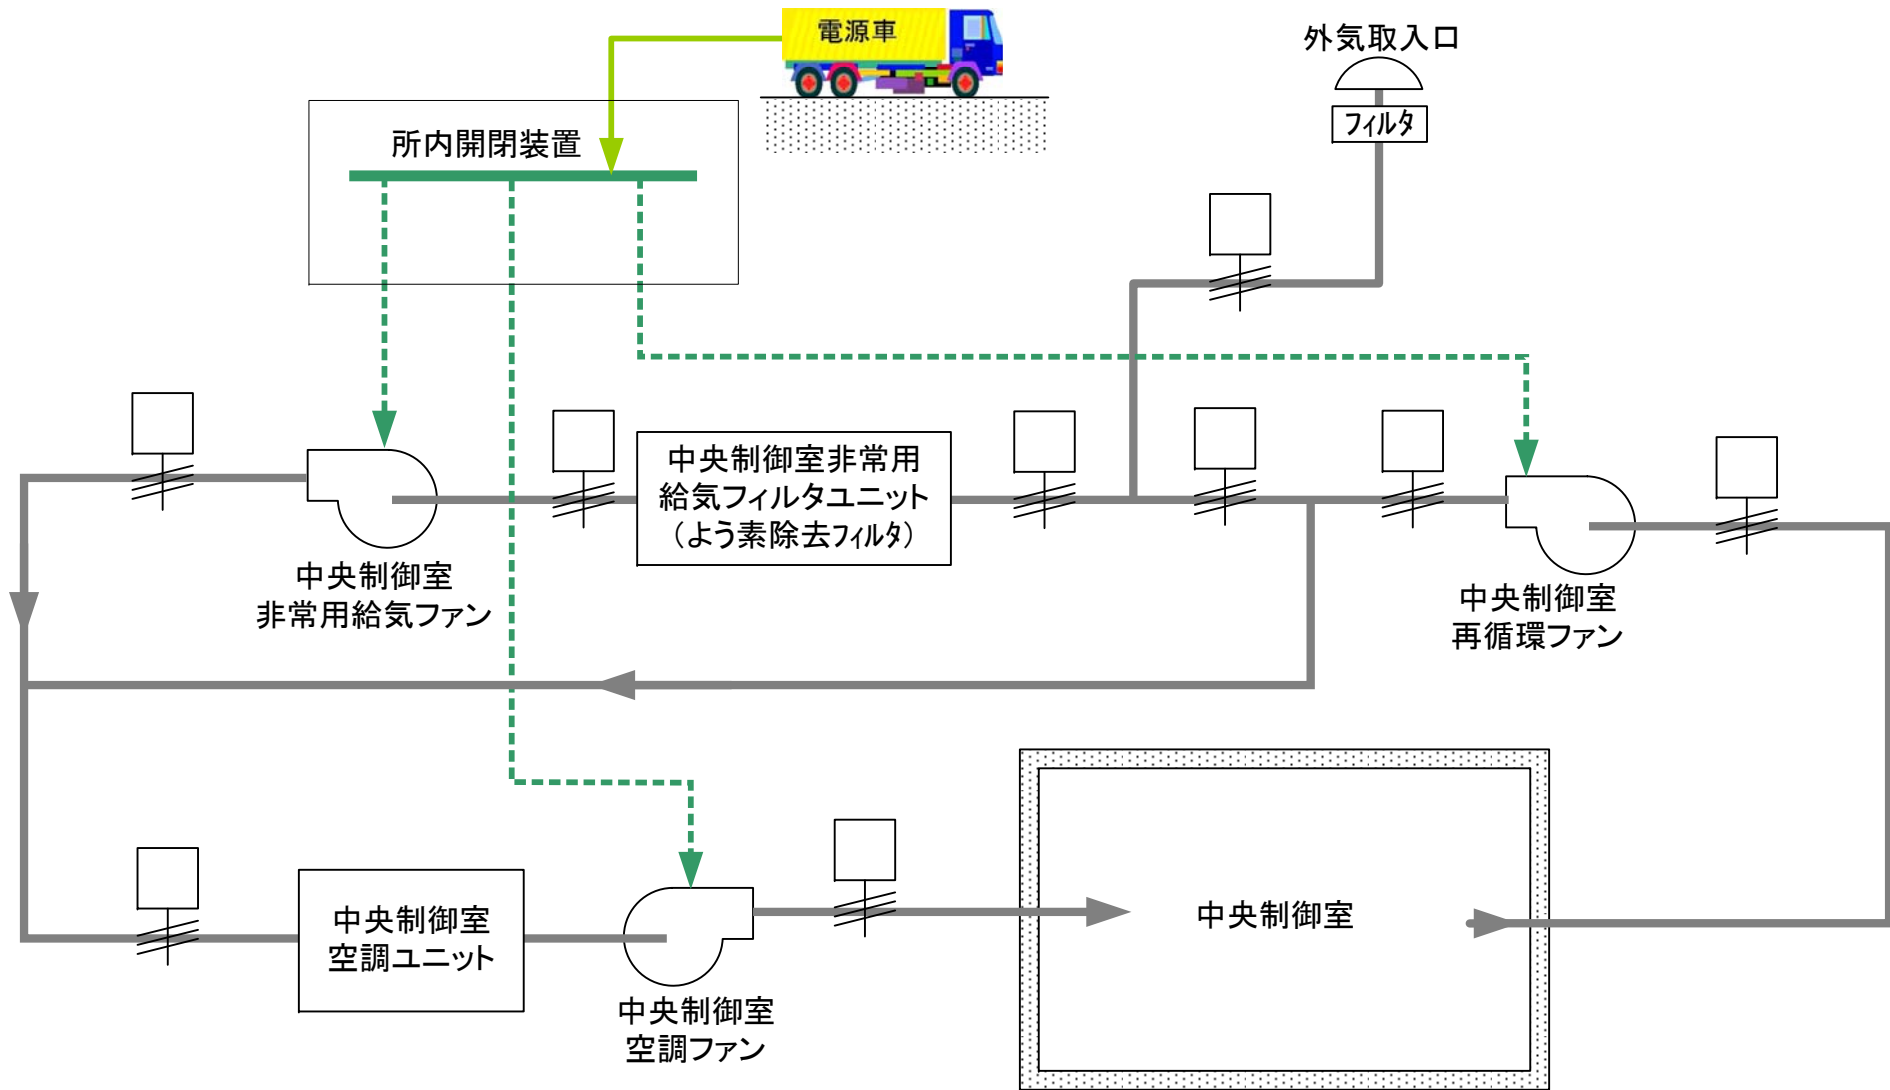 電源車
外気取入口
フィルタ
所内開閉装置
中央制御室非常用
給気フィルタユニット
（よう素除去フィルタ）
中央制御室
非常用給気ファン
中央制御室
再循環ファン
中央制御室
空調ユニット
中央制御室
空調ファン
中央制御室